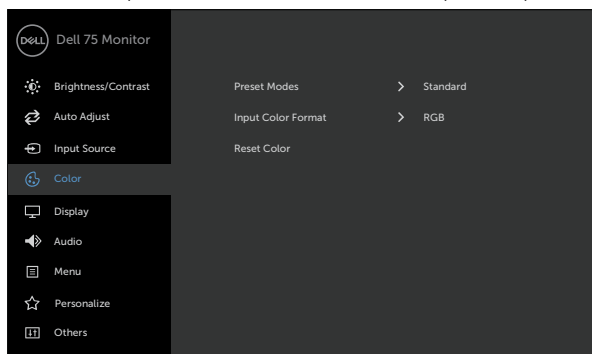 DELL Dell 75 Monitor
Brightness/Contrast
Auto Adjust
Input Source
Color
Display
Audio
Menu
Personalize
Others
Preset Modes > Standard
Input Color Format > RGB
Reset Color